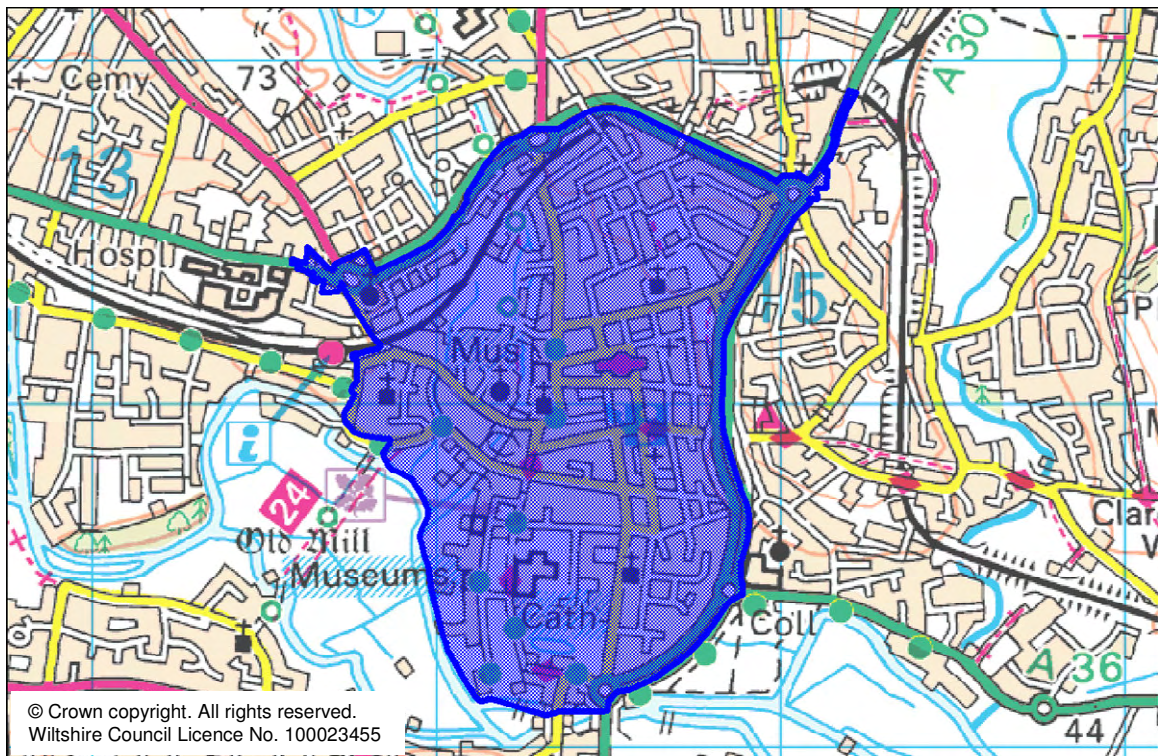 Cemy
73
A 30
13
Hospl
15
Mus
24
Old Mill
Museums
Cath
Coll
Clar
W
A 36
44
© Crown copyright. All rights reserved.
Wiltshire Council Licence No. 100023455